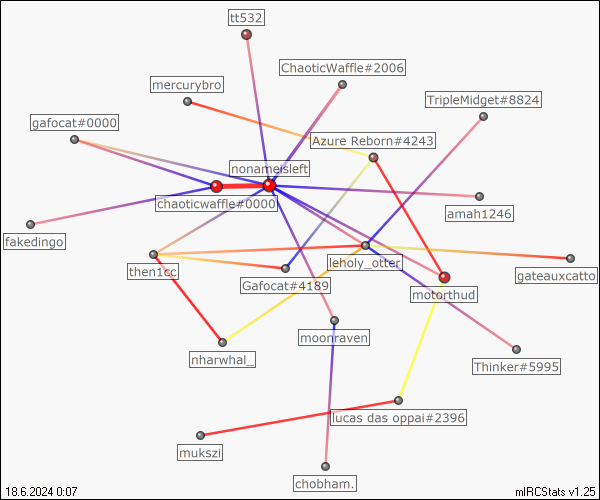 tt532
ChaoticWaffle#2006
mercurybro
TripleMidget#8824
gafocat#0000
Azure Reborn#4243
nonameisleft
chaoticwaffle#0000
amah1246
fakedingo
leholy_otter
then1cc
gateauxcatto
Gafocat#4189
motorthud
moonraven
nharwhal_
Thinker#5995
lucas das oppai#2396
mukszi
chobham.
18.6.2024 0:07
mIRCStats v1.25